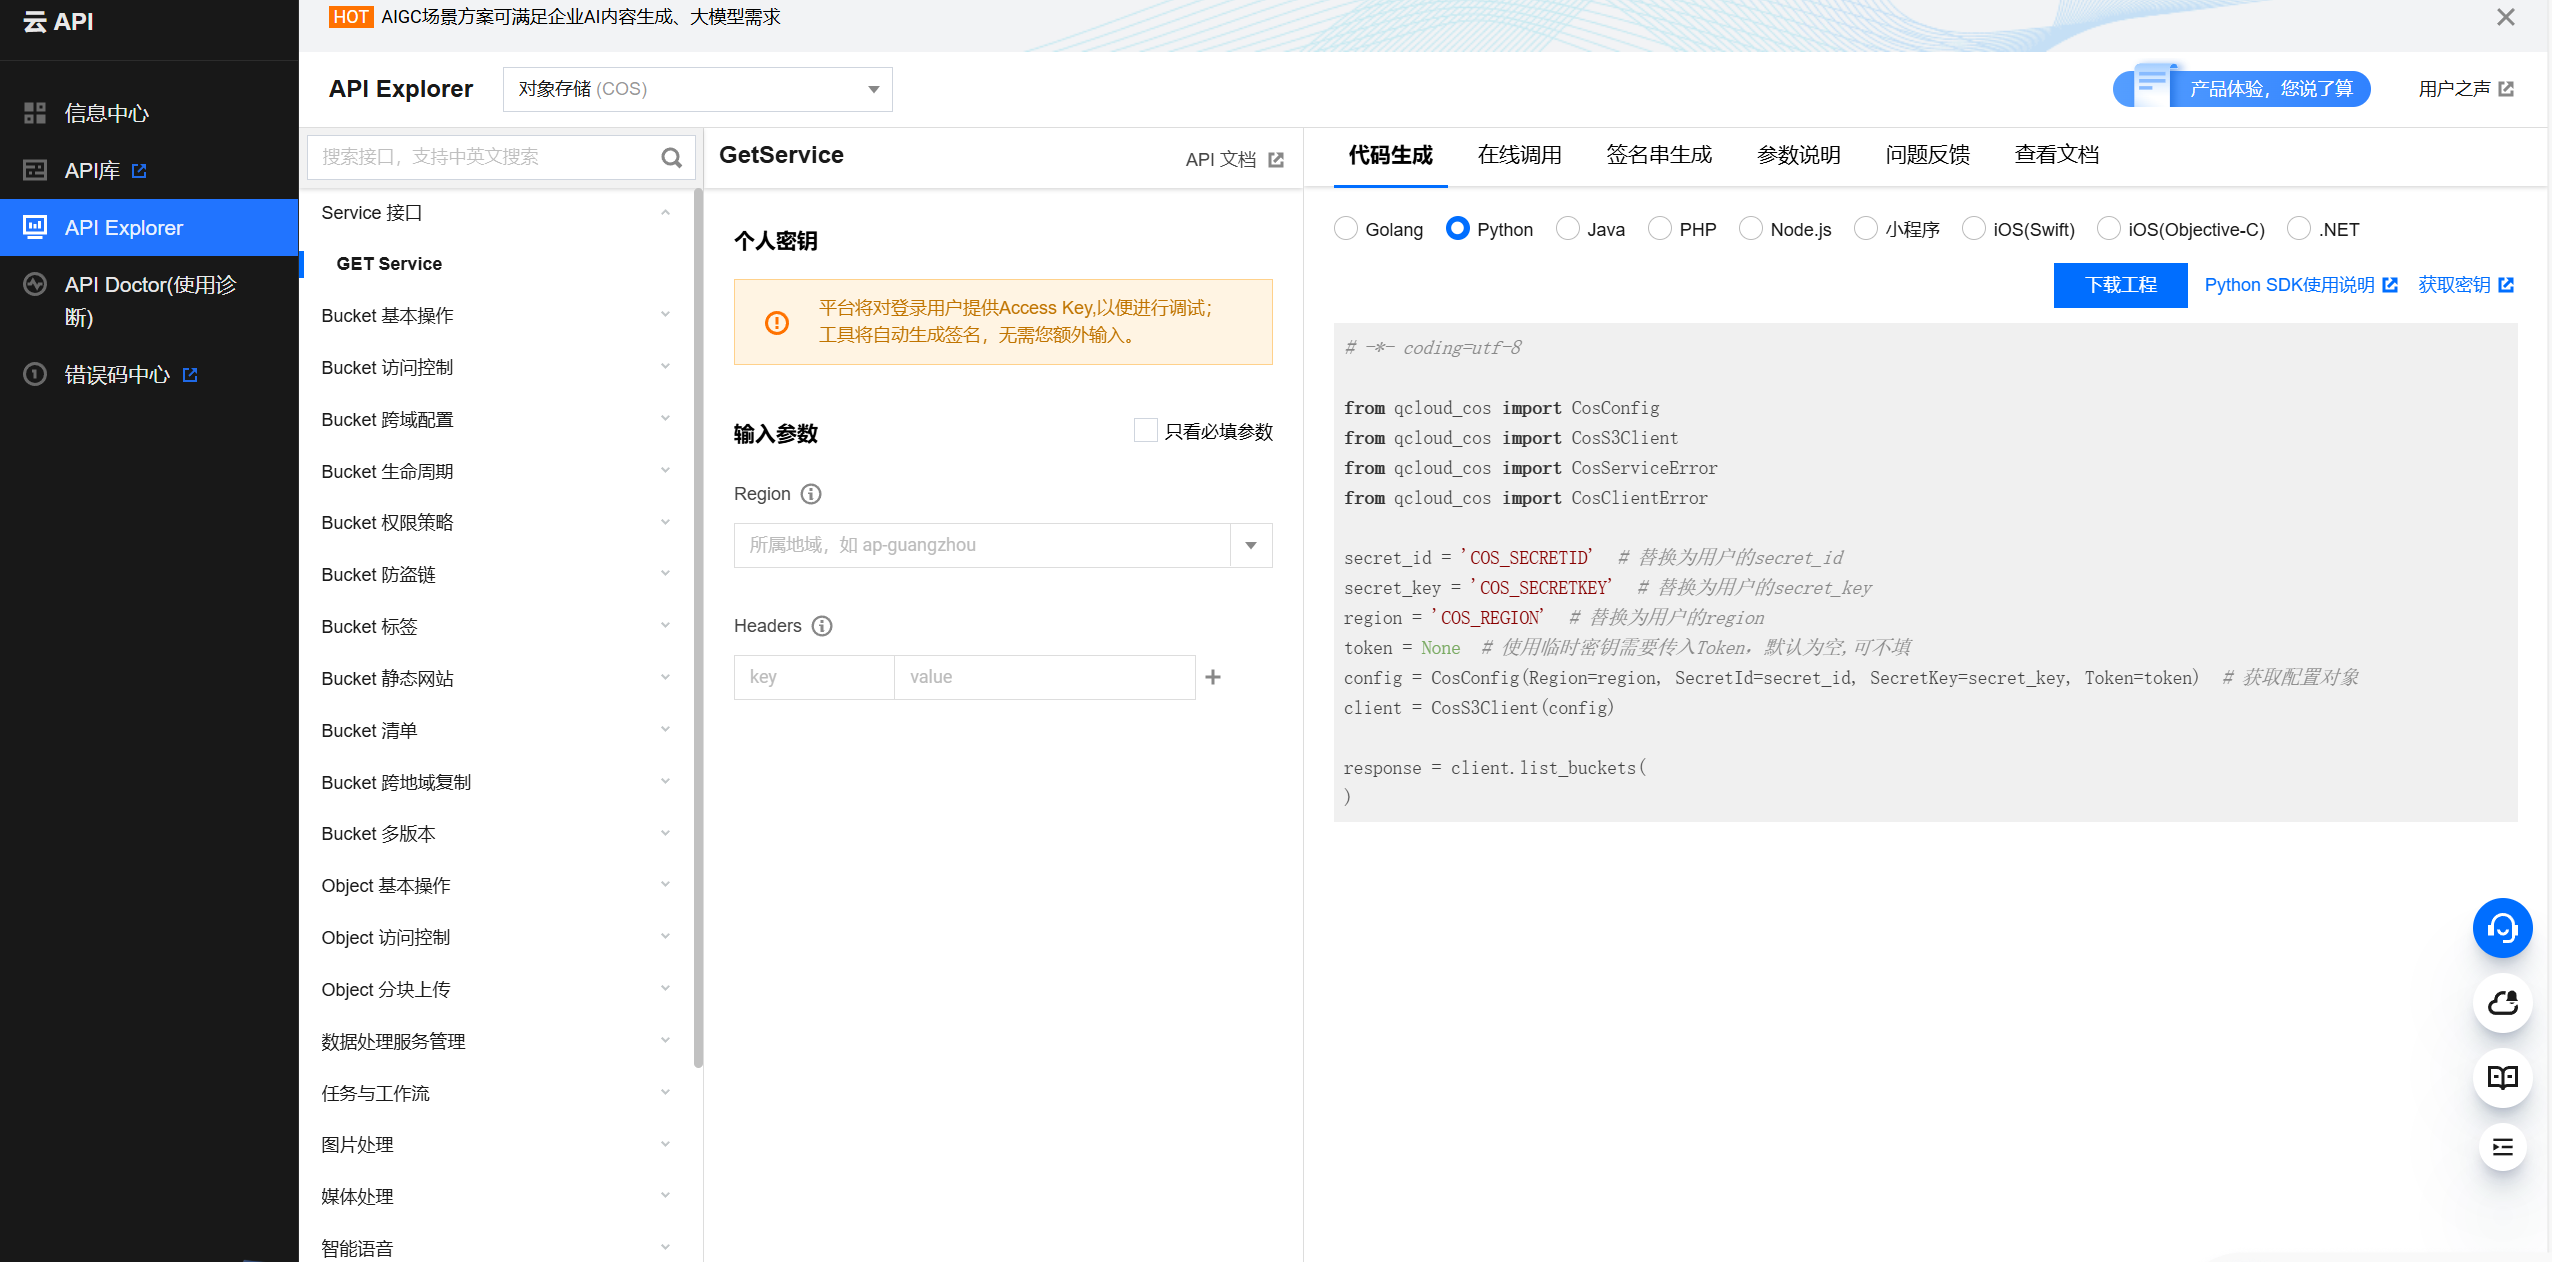 云 API
信息中心
API库
API Explorer
API Doctor(使用诊
断)
错误码中心
HOT AIGC场景方案可满足企业AI内容生成、大模型需求
API Explorer
对象存储 (COS)
产品体验，您说了算
用户之声
搜索接口，支持中英文搜索
Service 接口
GET Service
Bucket 基本操作
Bucket 访问控制
Bucket 跨域配置
Bucket 生命周期
Bucket 权限策略
Bucket 防盗链
Bucket 标签
Bucket 静态网站
Bucket 清单
Bucket 跨地域复制
Bucket 多版本
Object 基本操作
Object 访问控制
Object 分块上传
数据处理服务管理
任务与工作流
图片处理
媒体处理
智能语音
GetService
API 文档
个人密钥
平台将对登录用户提供Access Key,以便进行调试；
工具将自动生成签名，无需您额外输入。
输入参数
只看必填参数
Region
所属地域，如 ap-guangzhou
Headers
key
value
代码生成
在线调用
签名串生成
参数说明
问题反馈
查看文档
Golang
Python
Java
PHP
Node.js
小程序
iOS(Swift)
iOS(Objective-C)
.NET
下载工程
Python SDK使用说明
获取密钥
# -*- coding=utf-8
from qcloud_cos import CosConfig
from qcloud_cos import CosS3Client
from qcloud_cos import CosServiceError
from qcloud_cos import CosClientError
secret_id = 'COS_SECRETID'  # 替换为用户的secret_id
secret_key = 'COS_SECRETKEY'  # 替换为用户的secret_key
region = 'COS_REGION'  # 替换为用户的region
token = None  # 使用临时密钥需要传入Token，默认为空,可不填
config = CosConfig(Region=region, SecretId=secret_id, SecretKey=secret_key, Token=token)  # 获取配置对象
client = CosS3Client(config)
response = client.list_buckets(
)